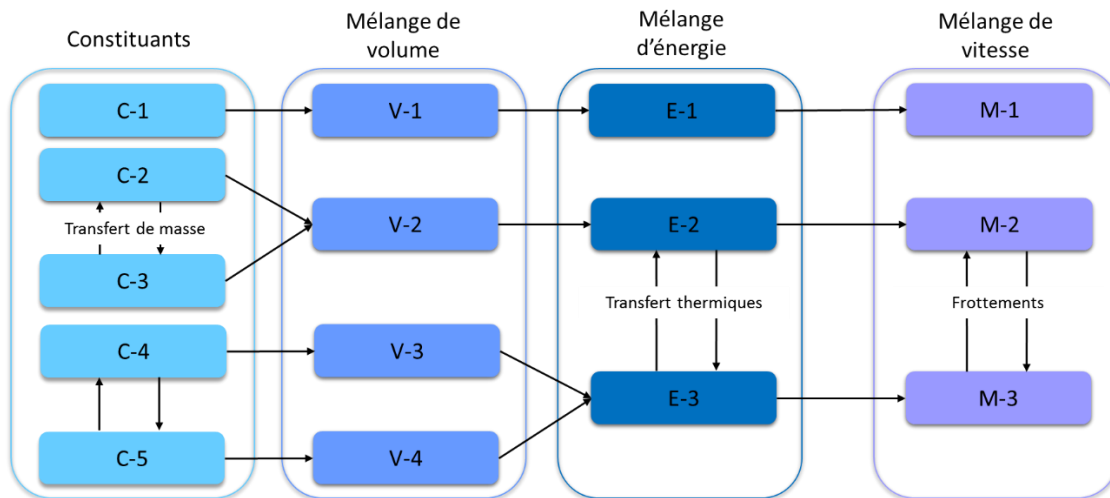 Constituants
Mélange de
volume
Mélange
d'énergie
Mélange de
vitesse
C-1
V-1
E-1
M-1
C-2
Transfert de masse
C-3
V-2
E-2
M-2
Transfert thermiques
Frottements
C-4
V-3
E-3
M-3
C-5
V-4